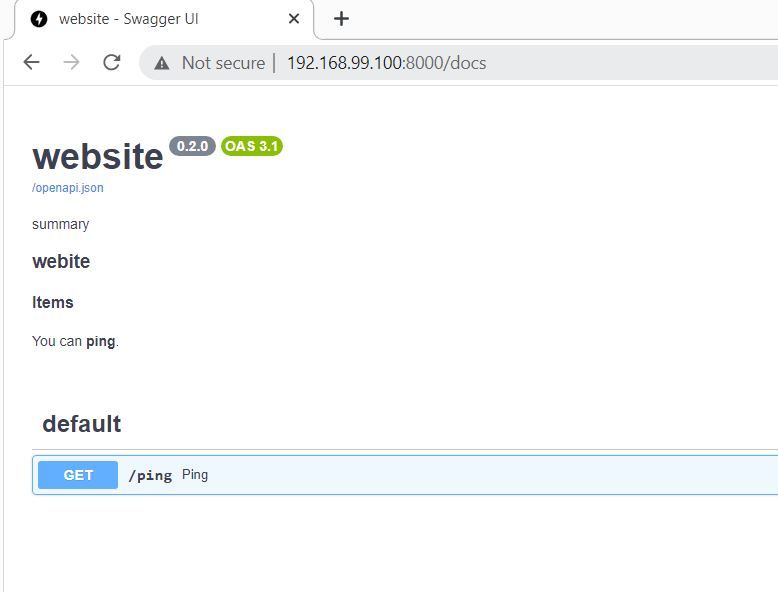 website - Swagger UI
Not secure | 192.168.99.100:8000/docs
website 0.2.0 OAS 3.1
/openapi.json
summary
webite
Items
You can ping.
default
GET /ping Ping